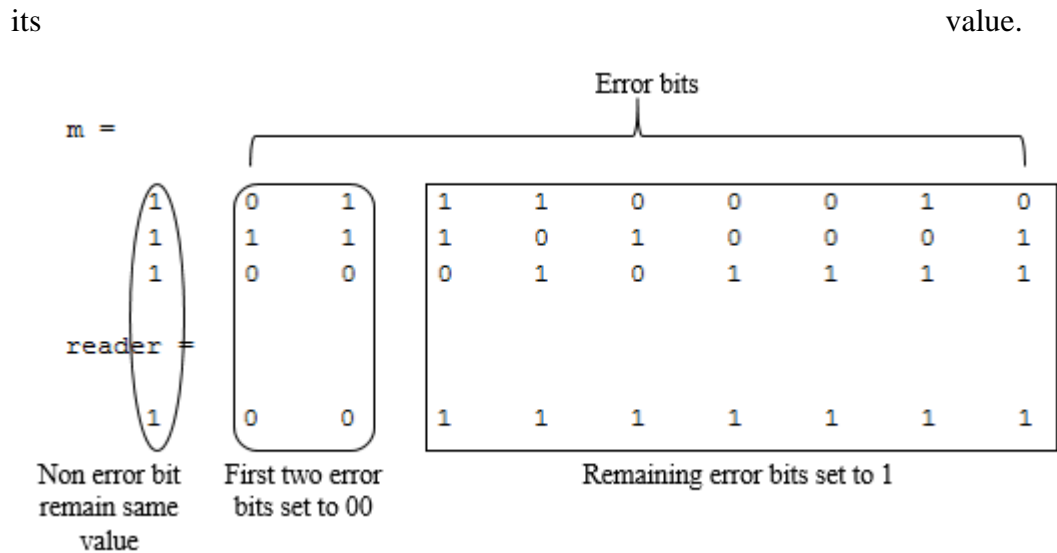 its value.
Error bits
m =
1 0 1 1 1 0 0 0 1 0
1 1 1 1 0 1 0 0 0 1
1 0 0 0 1 0 1 1 1 1
reader =
1 0 0 1 1 1 1 1 1 1
Non error bit
remain same
value
First two error
bits set to 00
Remaining error bits set to 1